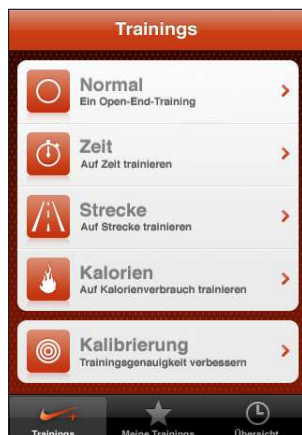 Trainings
Normal
Ein Open-End-Training
Zeit
Auf Zeit trainieren
Strecke
Auf Strecke trainieren
Kalorien
Auf Kalorienverbrauch trainieren
Kalibrierung
Trainingsgenauigkeit verbessern
Trainings Meine Trainings Übersicht